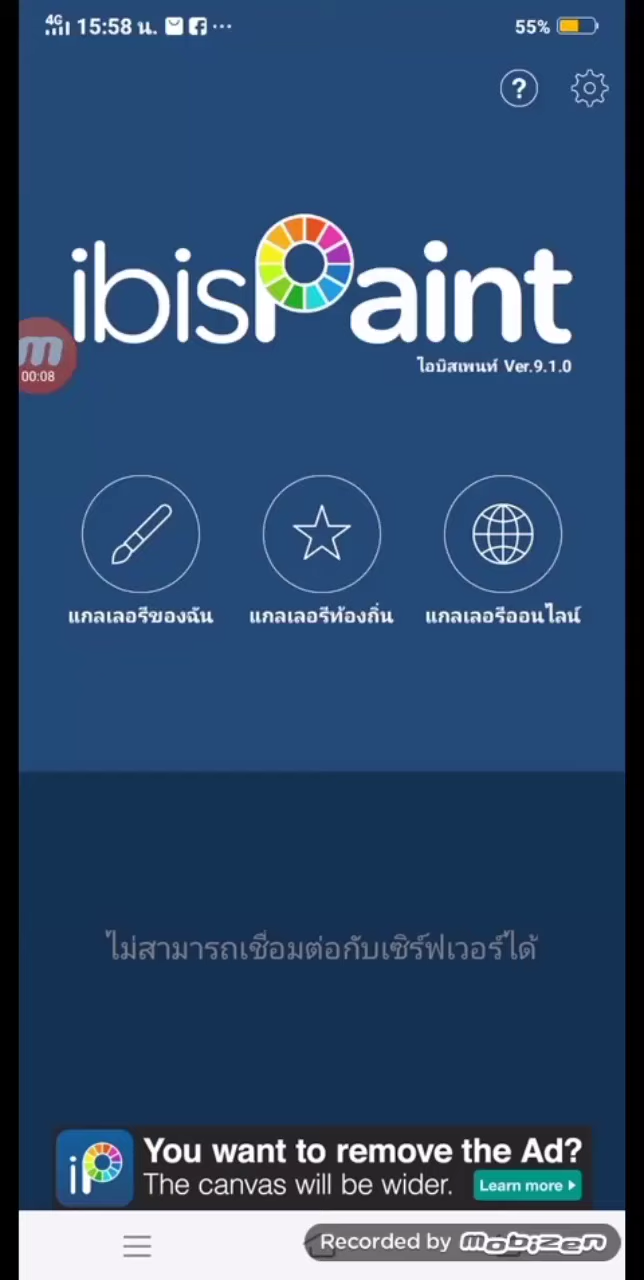 4G 15:58 น. 55%
?
ibisPaint
ไอบิสเพนท์ Ver.9.1.0
m
00:08
แกลเลอรีของฉัน แกลเลอรีท้องถิ่น แกลเลอรีออนไลน์
ไม่สามารถเชื่อมต่อกับเซิร์ฟเวอร์ได้
iP You want to remove the Ad?
The canvas will be wider. Learn more
Recorded by mobizen